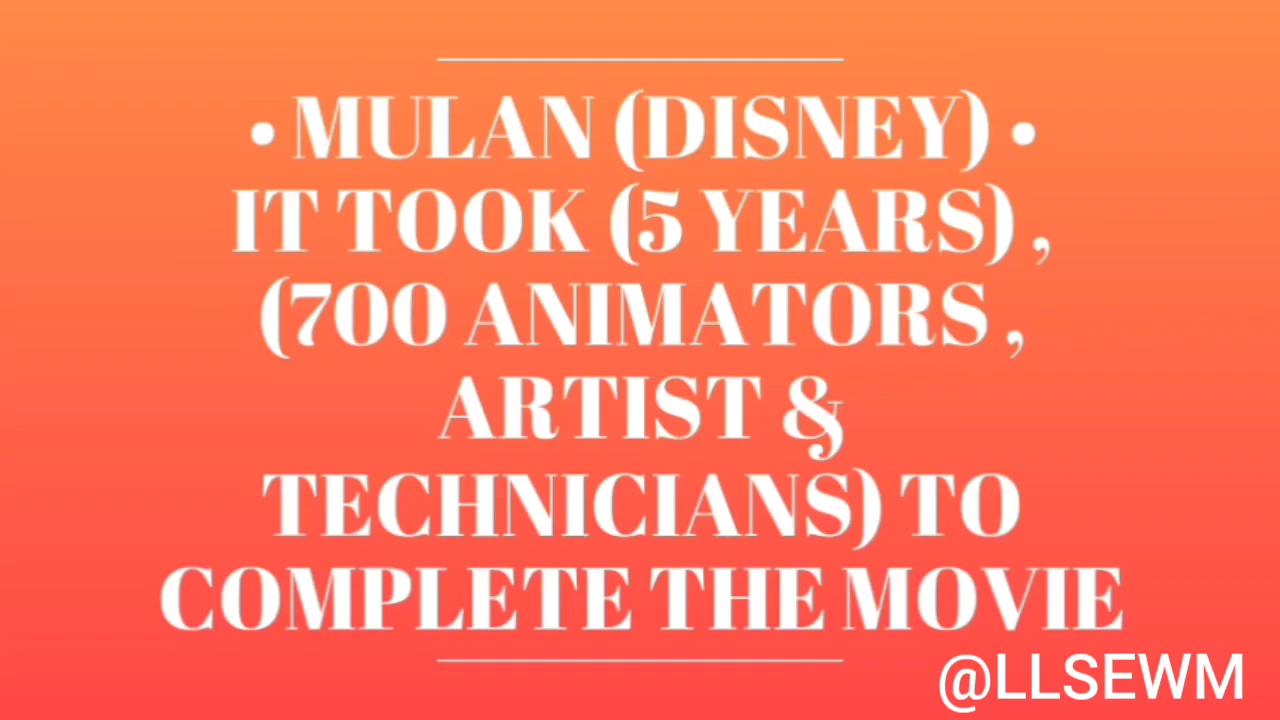 • MULAN (DISNEY) •
IT TOOK (5 YEARS) ,
(700 ANIMATORS ,
ARTIST &
TECHNICIANS) TO
COMPLETE THE MOVIE
@LLSEWM